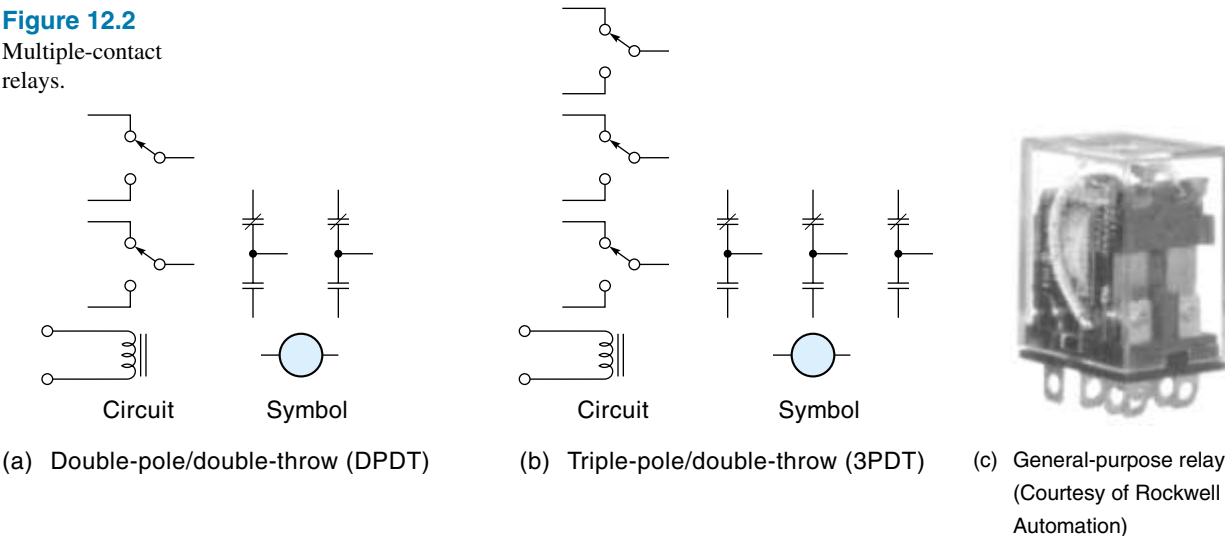 Figure 12.2
Multiple-contact
relays.
Circuit Symbol
(a) Double-pole/double-throw (DPDT)
Circuit Symbol
(b) Triple-pole/double-throw (3PDT)
(c) General-purpose relay
(Courtesy of Rockwell
Automation)